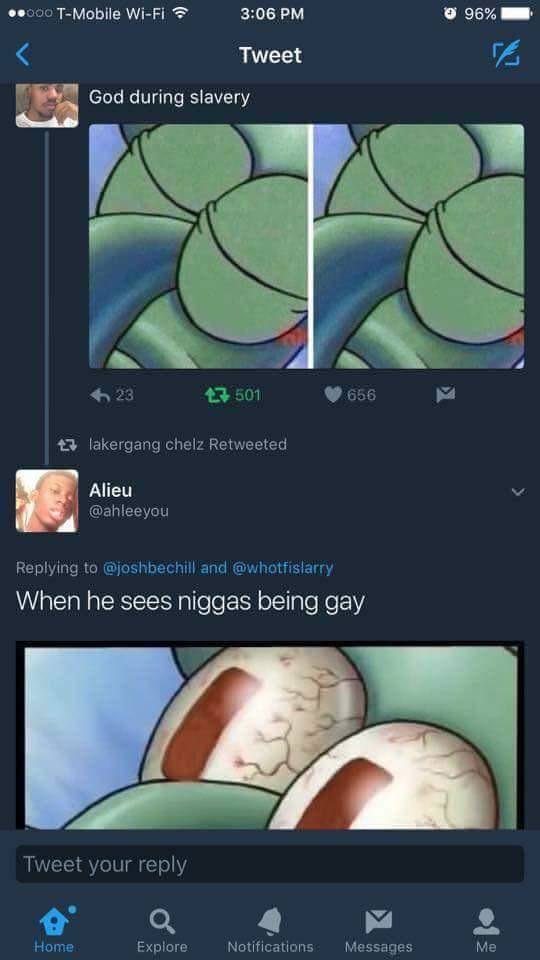 T-Mobile Wi-Fi 3:06 PM 96%
Tweet
God during slavery
23 501 656
lakergang chelz Retweeted
Alieu
@ahleeyou
Replying to @joshbechill and @whotfislarry
When he sees niggas being gay
Tweet your reply
Home Explore Notifications Messages Me